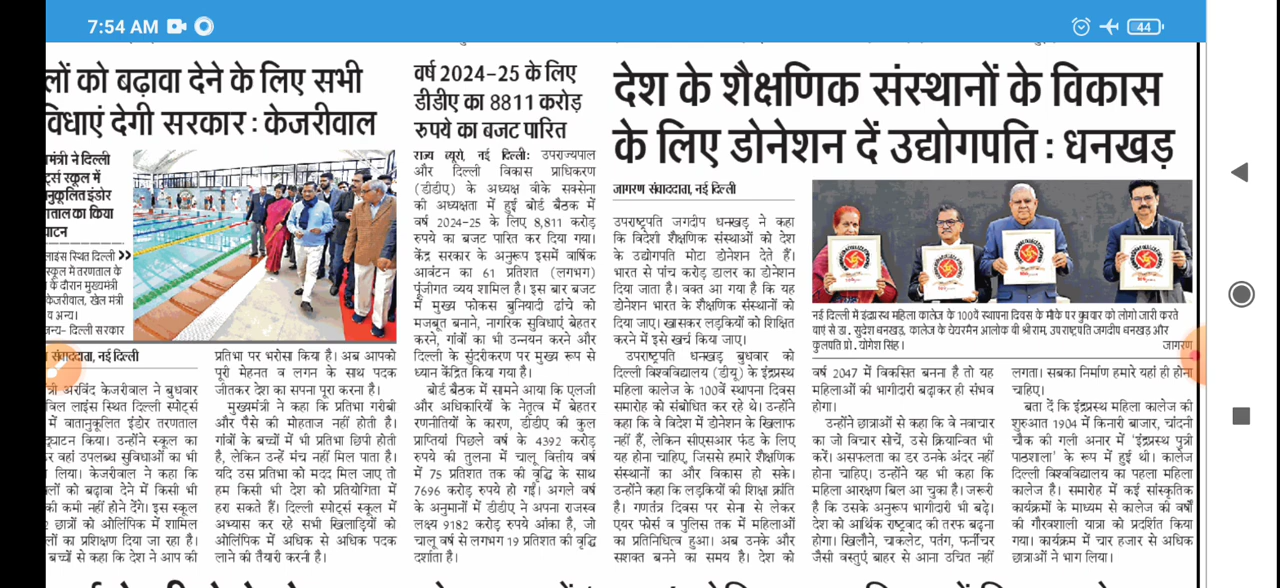 7:54 AM
44
लों को बढ़ावा देने के लिए सभी
विधाएं देगी सरकार : केजरीवाल
मंत्री ने दिल्ली
र्ट्स स्कूल में
नुकूलित इंडोर
ताल का किया
घाटन
लाइंस स्थित दिल्ली
स्कूल मे तरणताल के
के दौरान मुख्यमंत्री
केजरीवाल, खेल मंत्री
व अन्य।
जन्य- दिल्ली सरकार
संवाददाता, नई दिल्ली
त्री अरविंद केजरीवाल ने बुधवार
विल लाइंस स्थित दिल्ली स्पोर्ट्स
में वातानुकूलित इंडोर तरणताल
द्घाटन किया। उन्होंने स्कूल का
र वहां उपलब्ध सुविधाओं का भी
लिया। केजरीवाल ने कहा कि
लों को बढ़ावा देने में किसी भी
की कमी नहीं होने देंगे। इस स्कूल
छात्रों को ओलिंपिक में शामिल
लों का प्रशिक्षण दिया जा रहा है।
बच्चों से कहा कि देश ने आप की
प्रतिभा पर भरोसा किया है। अब आपको
पूरी मेहनत व लगन के साथ पदक
जीतकर देश का सपना पूरा करना है।
मुख्यमंत्री ने कहा कि प्रतिभा गरीबी
और पैसे की मोहताज नहीं होती है।
गांवों के बच्चों में भी प्रतिभा छिपी होती
है, लेकिन उन्हें मंच नहीं मिल पाता है।
यदि उस प्रतिभा को मदद मिल जाए तो
हम किसी भी देश को प्रतियोगिता में
हरा सकते हैं। दिल्ली स्पोर्ट्स स्कूल में
अभ्यास कर रहे सभी खिलाड़ियों को
ओलिंपिक में अधिक से अधिक पदक
लाने की तैयारी करनी है।
वर्ष 2024-25 के लिए
डीडीए का 8811 करोड़
रुपये का बजट पारित
राज्य ब्यूरो, नई दिल्ली: उपराज्यपाल
और दिल्ली विकास प्राधिकरण
(डीडीए) के अध्यक्ष वीके सक्सेना
की अध्यक्षता में हुई बोर्ड बैठक में
वर्ष 2024-25 के लिए 8,811 करोड़
रुपये का बजट पारित कर दिया गया।
केंद्र सरकार के अनुरूप इसमें वार्षिक
आवंटन का 61 प्रतिशत (लगभग)
पूंजीगत व्यय शामिल है। इस बार बजट
में मुख्य फोकस बुनियादी ढांचे को
मजबूत बनाने, नागरिक सुविधाएं बेहतर
करने, गांवों का भी उन्नयन करने और
दिल्ली के सुंदरीकरण पर मुख्य रूप से
ध्यान केंद्रित किया गया है।
बोर्ड बैठक में सामने आया कि एलजी
और अधिकारियों के नेतृत्व में बेहतर
रणनीतियों के कारण, डीडीए की कुल
प्राप्तियां पिछले वर्ष के 4392 करोड़
रुपये की तुलना में चालू वित्तीय वर्ष
में 75 प्रतिशत तक की वृद्धि के साथ
7696 करोड़ रुपये हो गईं। अगले वर्ष
के अनुमानों में डीडीए ने अपना राजस्व
लक्ष्य 9182 करोड़ रुपये आंका है, जो
चालू वर्ष से लगभग 19 प्रतिशत की वृद्धि
दर्शाता है।
देश के शैक्षणिक संस्थानों के विकास
के लिए डोनेशन दें उद्योगपति : धनखड़
जागरण संवाददाता, नई दिल्ली
उपराष्ट्रपति जगदीप धनखड़ ने कहा
कि विदेशी शैक्षणिक संस्थाओं को देश
के उद्योगपति मोटा डोनेशन देते हैं।
भारत से पांच करोड़ डालर का डोनेशन
दिया जाता है। वक्त आ गया है कि यह
डोनेशन भारत के शैक्षणिक संस्थानों को
दिया जाए। खासकर लड़कियों को शिक्षित
करने में इसे खर्च किया जाए।
उपराष्ट्रपति धनखड़ बुधवार को
दिल्ली विश्वविद्यालय (डीयू) के इंद्रप्रस्थ
महिला कालेज के 100वें स्थापना दिवस
समारोह को संबोधित कर रहे थे। उन्होंने
कहा कि वे विदेश में डोनेशन के खिलाफ
नहीं हैं, लेकिन सीएसआर फंड के लिए
यह होना चाहिए, जिससे हमारे शैक्षणिक
संस्थानों का और विकास हो सके।
उन्होंने कहा कि लड़कियों की शिक्षा क्रांति
है। गणतंत्र दिवस पर सेना से लेकर
एयर फोर्स व पुलिस तक में महिलाओं
का प्रतिनिधित्व हुआ। अब उनके और
सशक्त बनने का समय है। देश को
नई दिल्ली में इंद्रप्रस्थ महिला कालेज के 100वें स्थापना दिवस के मौके पर बुधवार को लोगो जारी करते
बाएं से डा. सुदेश धनखड़, कालेज के चेयरमैन आलोक बी श्रीराम, उपराष्ट्रपति जगदीप धनखड़ और
कुलपति प्रो. योगेश सिंह। जागरण
वर्ष 2047 में विकसित बनना है तो यह
महिलाओं की भागीदारी बढ़ाकर ही संभव
होगा।
उन्होंने छात्राओं से कहा कि वे नवाचार
का जो विचार सोचें, उसे क्रियान्वित भी
करें। असफलता का डर उनके अंदर नहीं
होना चाहिए। उन्होंने यह भी कहा कि
महिला आरक्षण बिल आ चुका है। जरूरी
है कि उसके अनुरूप भागीदारी भी बढ़े।
देश को आर्थिक राष्ट्रवाद की तरफ बढ़ना
होगा। खिलौने, चाकलेट, पतंग, फर्नीचर
जैसी वस्तुएं बाहर से आना उचित नहीं
लगता। सबका निर्माण हमारे यहां ही होना
चाहिए।
बता दें कि इंद्रप्रस्थ महिला कालेज की
शुरुआत 1904 में किनारी बाजार, चांदनी
चौक की गली अनार में 'इंद्रप्रस्थ पुत्री
पाठशाला' के रूप में हुई थी। कालेज
दिल्ली विश्वविद्यालय का पहला महिला
कालेज है। समारोह में कई सांस्कृतिक
कार्यक्रमों के माध्यम से कालेज की वर्षों
की गौरवशाली यात्रा को प्रदर्शित किया
गया। कार्यक्रम में चार हजार से अधिक
छात्राओं ने भाग लिया।